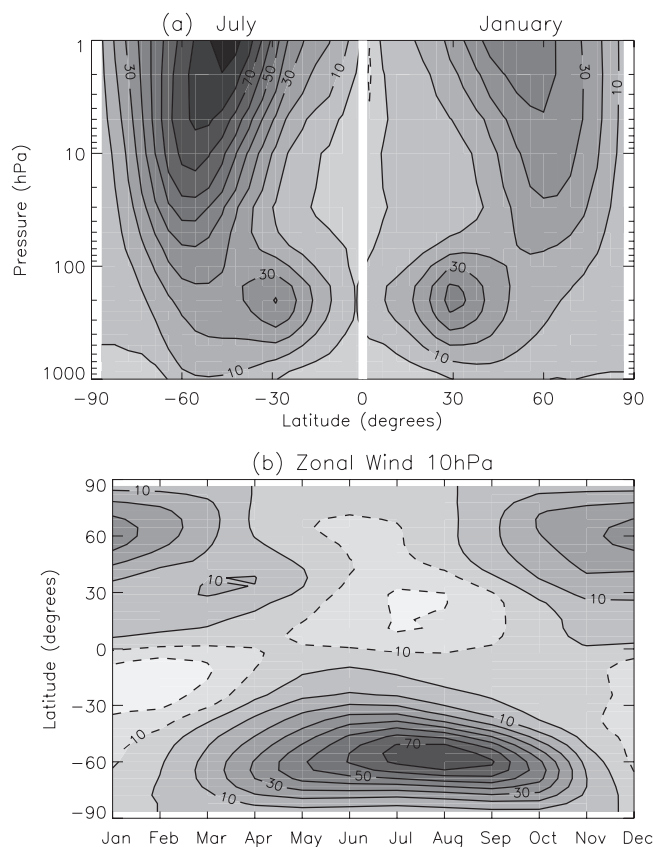 (a) July January
1
10
100
1000
Pressure (hPa)
30 70 50 30 10 30 10
30 30
10 10
-90 -60 -30 0 30 60 90
Latitude (degrees)
(b) Zonal Wind 10hPa
90
60
30
0
-30
-60
-90
Latitude (degrees)
10
10 10
10
10 10
70
50
30 30
10
Jan Feb Mar Apr May Jun Jul Aug Sep Oct Nov Dec